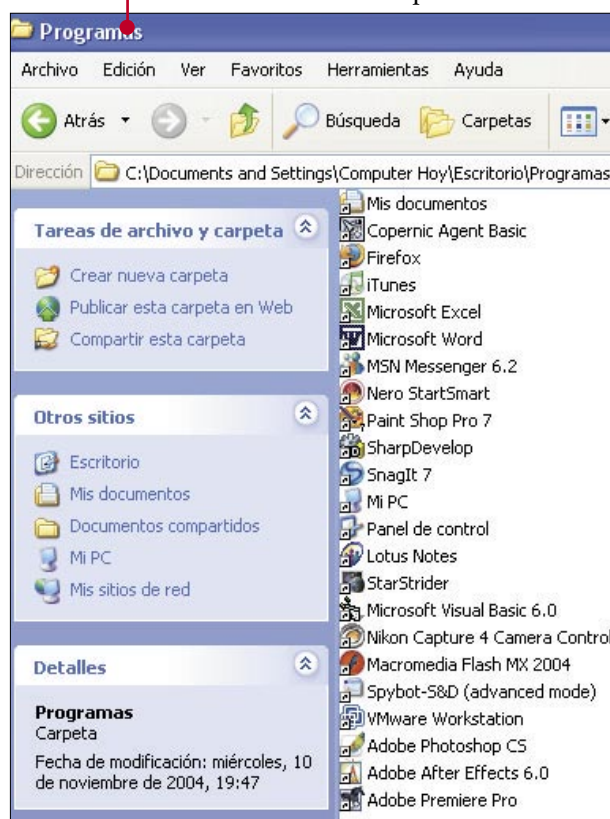 Programas
Archivo Edición Ver Favoritos Herramientas Ayuda
Atrás Búsqueda Carpetas
Dirección C:\Documents and Settings\Computer Hoy\Escritorio\Programas
Tareas de archivo y carpeta
Crear nueva carpeta
Publicar esta carpeta en Web
Compartir esta carpeta
Otros sitios
Escritorio
Mis documentos
Documentos compartidos
Mi PC
Mis sitios de red
Detalles
Programas
Carpeta
Fecha de modificación: miércoles, 10
de noviembre de 2004, 19:47
Mis documentos
Copernic Agent Basic
Firefox
iTunes
Microsoft Excel
Microsoft Word
MSN Messenger 6.2
Nero StartSmart
Paint Shop Pro 7
SharpDevelop
SnagIt 7
Mi PC
Panel de control
Lotus Notes
StarStrider
Microsoft Visual Basic 6.0
Nikon Capture 4 Camera Control
Macromedia Flash MX 2004
Spybot-S&D (advanced mode)
VMware Workstation
Adobe Photoshop CS
Adobe After Effects 6.0
Adobe Premiere Pro